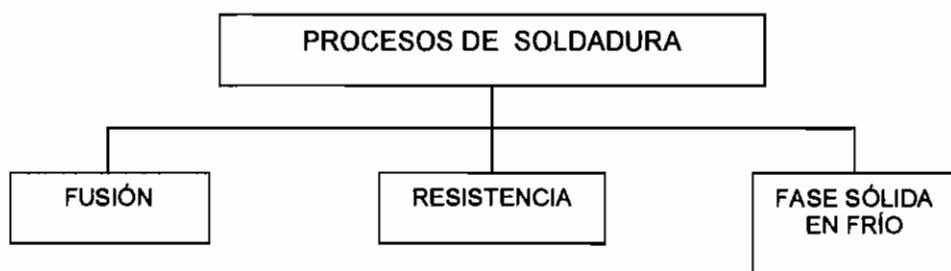 PROCESOS DE SOLDADURA
FUSIÓN
RESISTENCIA
FASE SÓLIDA
EN FRÍO